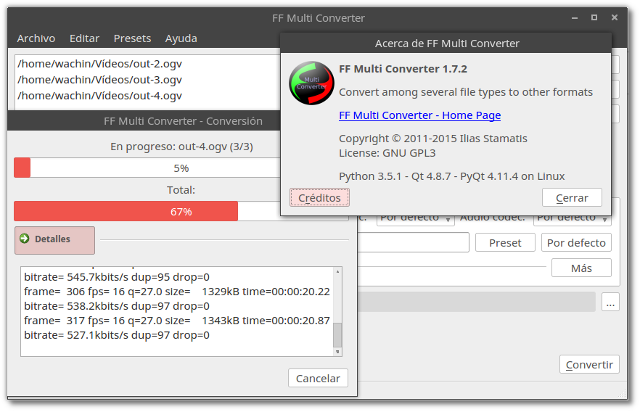 FF Multi Converter
Archivo Editar Presets Ayuda
/home/wachin/Vídeos/out-2.ogv
/home/wachin/Vídeos/out-3.ogv
/home/wachin/Vídeos/out-4.ogv
Acerca de FF Multi Converter
Multi
Converter
FF Multi Converter 1.7.2
Convert among several file types to other formats
FF Multi Converter - Home Page
Copyright © 2011-2015 Ilias Stamatis
License: GNU GPL3
Python 3.5.1 - Qt 4.8.7 - PyQt 4.11.4 on Linux
Créditos Cerrar
FF Multi Converter - Conversión
En progreso: out-4.ogv (3/3)
5%
Total:
67%
Detalles
bitrate= 545.7kbits/s dup=95 drop=0
frame= 306 fps= 16 q=27.0 size= 1329kB time=00:00:20.22
bitrate= 538.2kbits/s dup=97 drop=0
frame= 317 fps= 16 q=27.0 size= 1343kB time=00:00:20.87
bitrate= 527.1kbits/s dup=97 drop=0
Cancelar
Por defecto Audio codec: Por defecto
Preset Por defecto
Más
...
Convertir